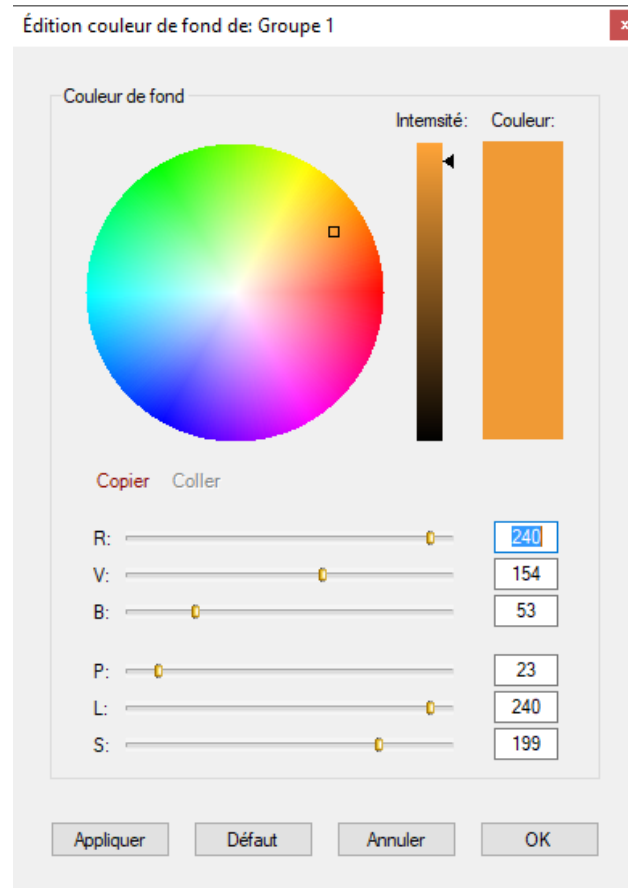 Édition couleur de fond de: Groupe 1
x
Couleur de fond
Intemsité: Couleur:
Copier Coller
R: 240
V: 154
B: 53
P: 23
L: 240
S: 199
Appliquer Défaut Annuler OK